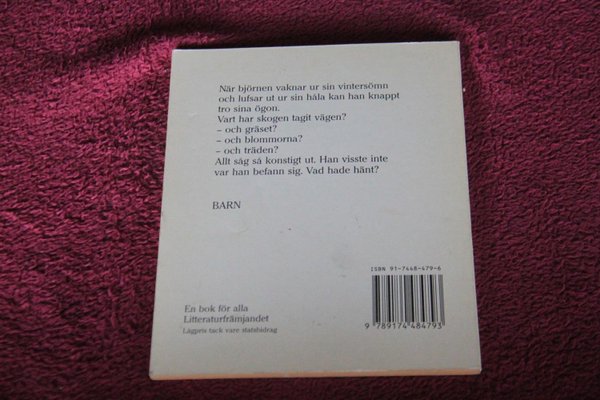 När björnen vaknar ur sin vintersömn
och lufsar ut ur sin håla kan han knappt
tro sina ögon.
Vart har skogen tagit vägen?
– och gräset?
– och blommorna?
– och träden?
Allt såg så konstigt ut. Han visste inte
var han befann sig. Vad hade hänt?
BARN
ISBN 91-7448-479-6
9 789174 484793
En bok för alla
Litteraturfrämjandet
Lågpris tack vare statsbidrag